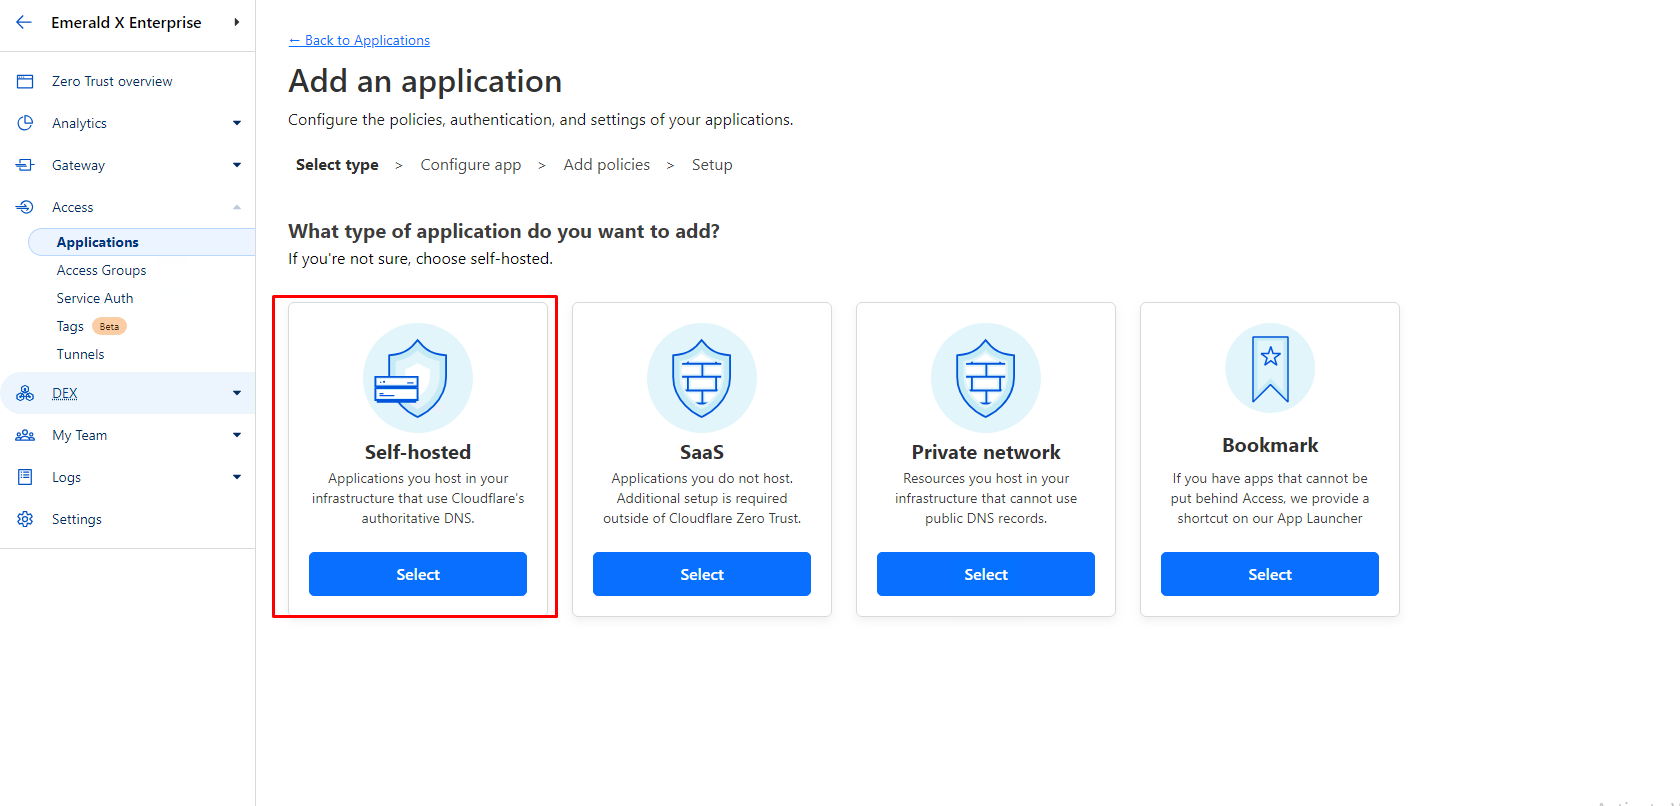 Emerald X Enterprise
Zero Trust overview
Analytics
Gateway
Access
Applications
Access Groups
Service Auth
Tags Beta
Tunnels
DEX
My Team
Logs
Settings
← Back to Applications
Add an application
Configure the policies, authentication, and settings of your applications.
Select type > Configure app > Add policies > Setup
What type of application do you want to add?
If you're not sure, choose self-hosted.
Self-hosted
Applications you host in your
infrastructure that use Cloudflare's
authoritative DNS.
Select
SaaS
Applications you do not host.
Additional setup is required
outside of Cloudflare Zero Trust.
Select
Private network
Resources you host in your
infrastructure that cannot use
public DNS records.
Select
Bookmark
If you have apps that cannot be
put behind Access, we provide a
shortcut on our App Launcher
Select